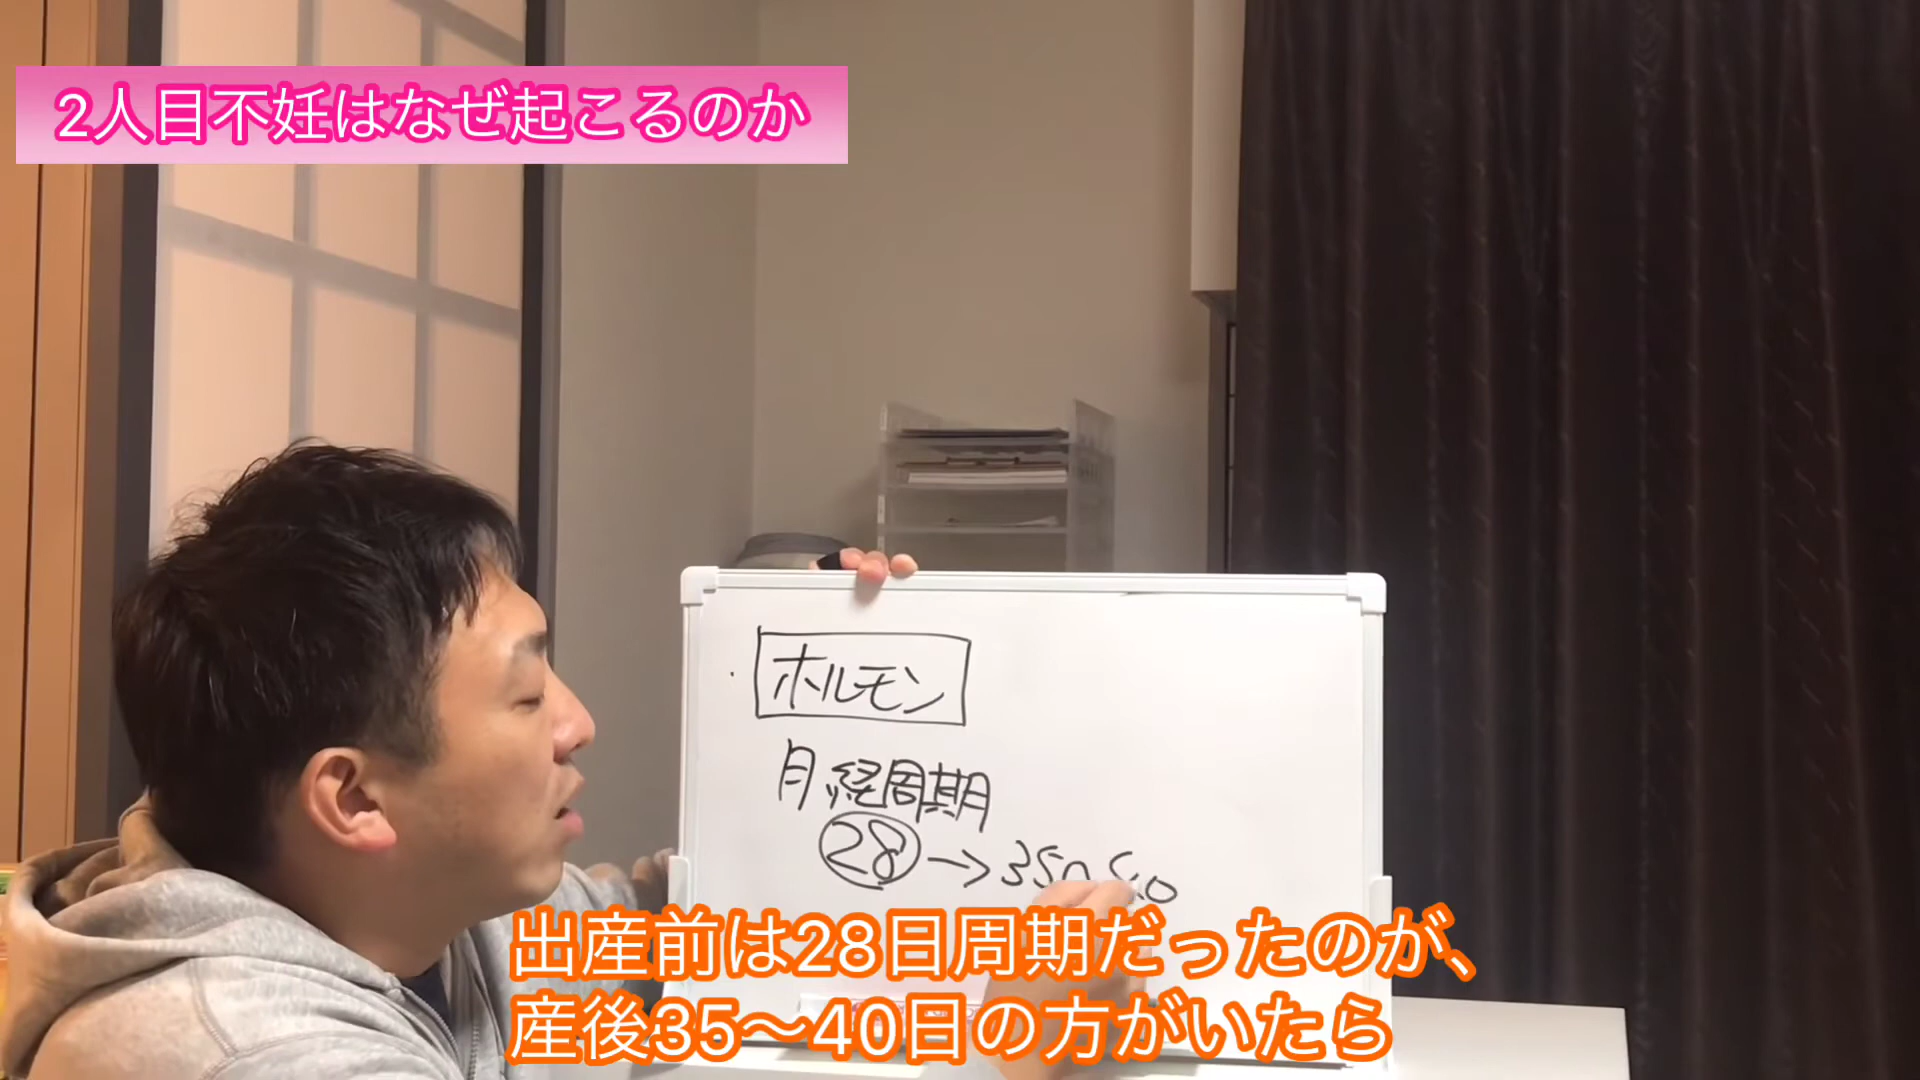 2人目不妊はなぜ起こるのか
ホルモン
月経周期
28→35〜40
出産前は28日周期だったのが、
産後35〜40日の方がいたら